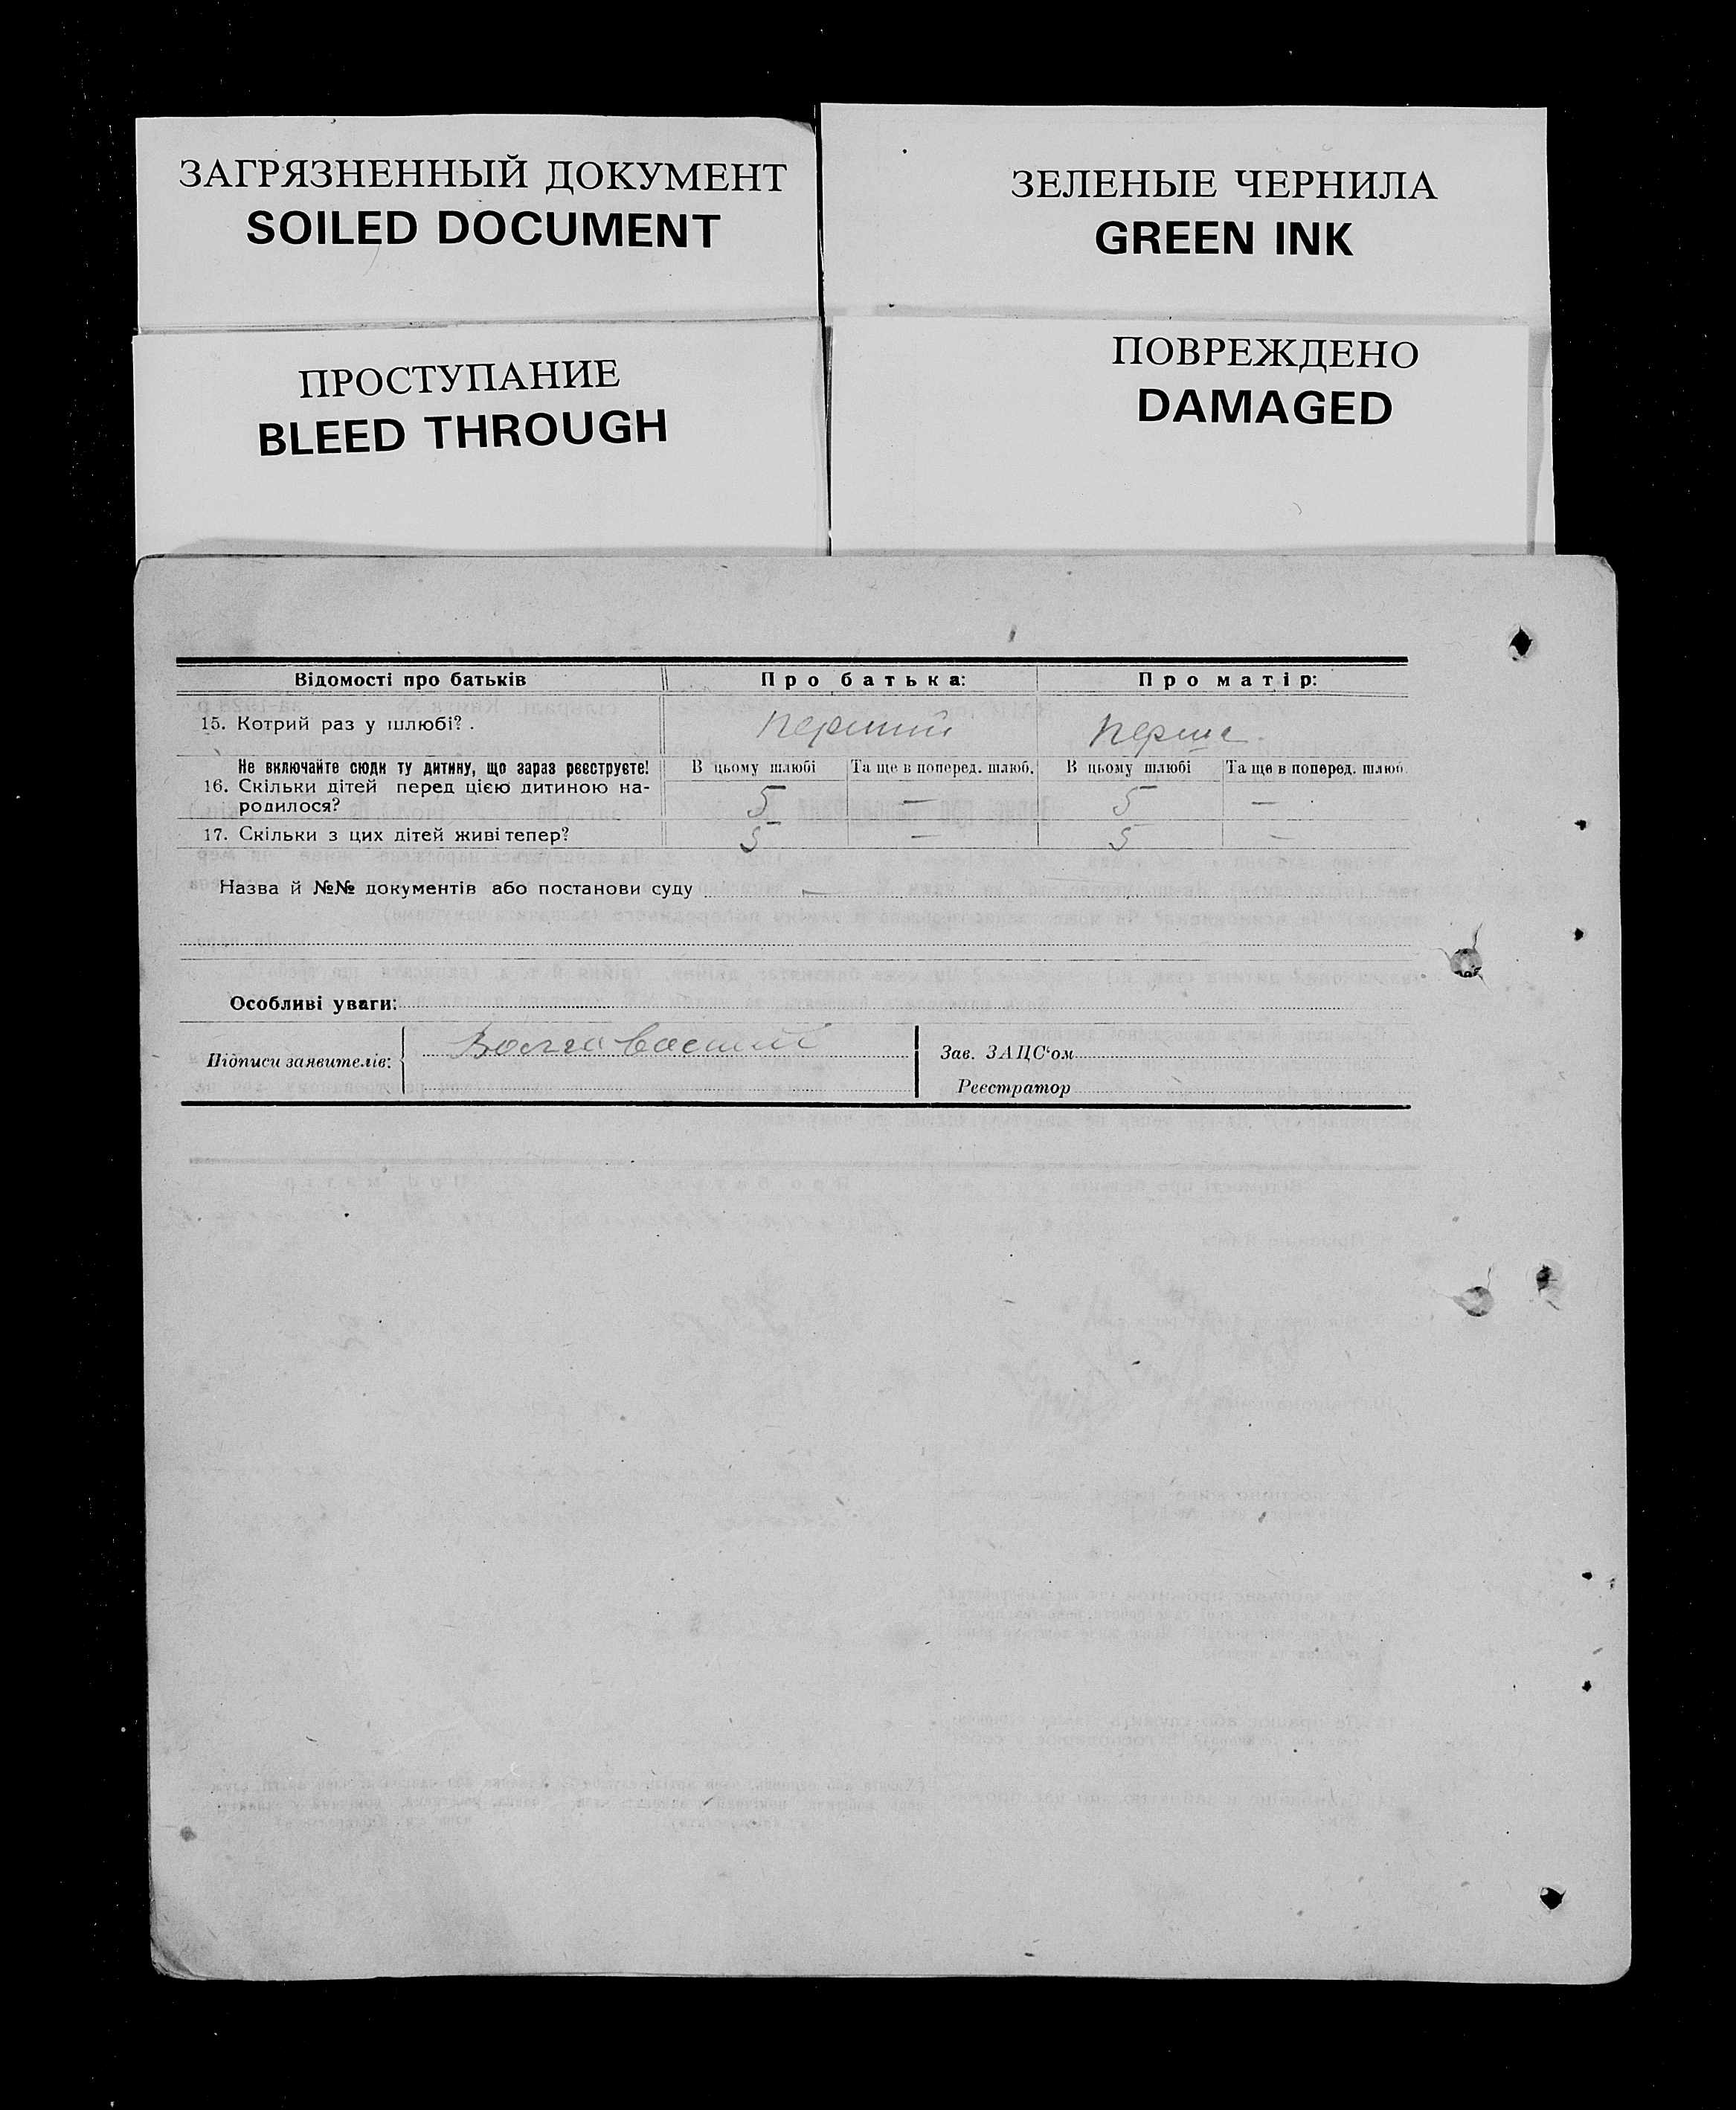 ЗАГРЯЗНЕННЫЙ ДОКУМЕНТ
SOILED DOCUMENT
ЗЕЛЕНЫЕ ЧЕРНИЛА
GREEN INK
ПРОСТУПАНИЕ
BLEED THROUGH
ПОВРЕЖДЕНО
DAMAGED
Відомості про батьків Про батька: Про матір:
15. Котрий раз у шлюбі? . перший перше
Не включайте сюди ту дитину, що зараз реєструєте! В цьому шлюбі Та ще в поперед. шлюб. В цьому шлюбі Та ще в поперед. шлюб.
16. Скільки дітей перед цією дитиною на- 5 — 5 —
родилося?
17. Скільки з цих дітей живі тепер? 5 — 5 —
Назва й №№ документів або постанови суду —
Особливі уваги:
Підписи заявителів: Зав. ЗАЦС'ом
Реєстратор